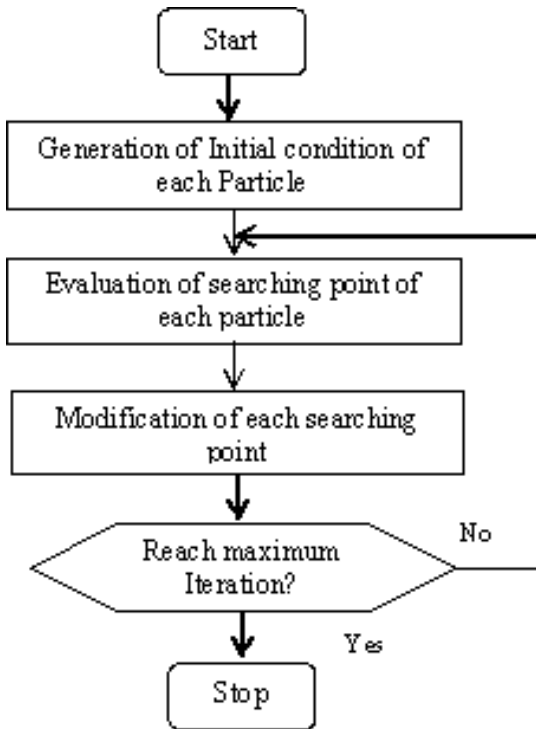 Start
Generation of Initial condition of
each Particle
Evaluation of searching point of
each particle
Modification of each searching
point
Reach maximum
Iteration?
No
Yes
Stop